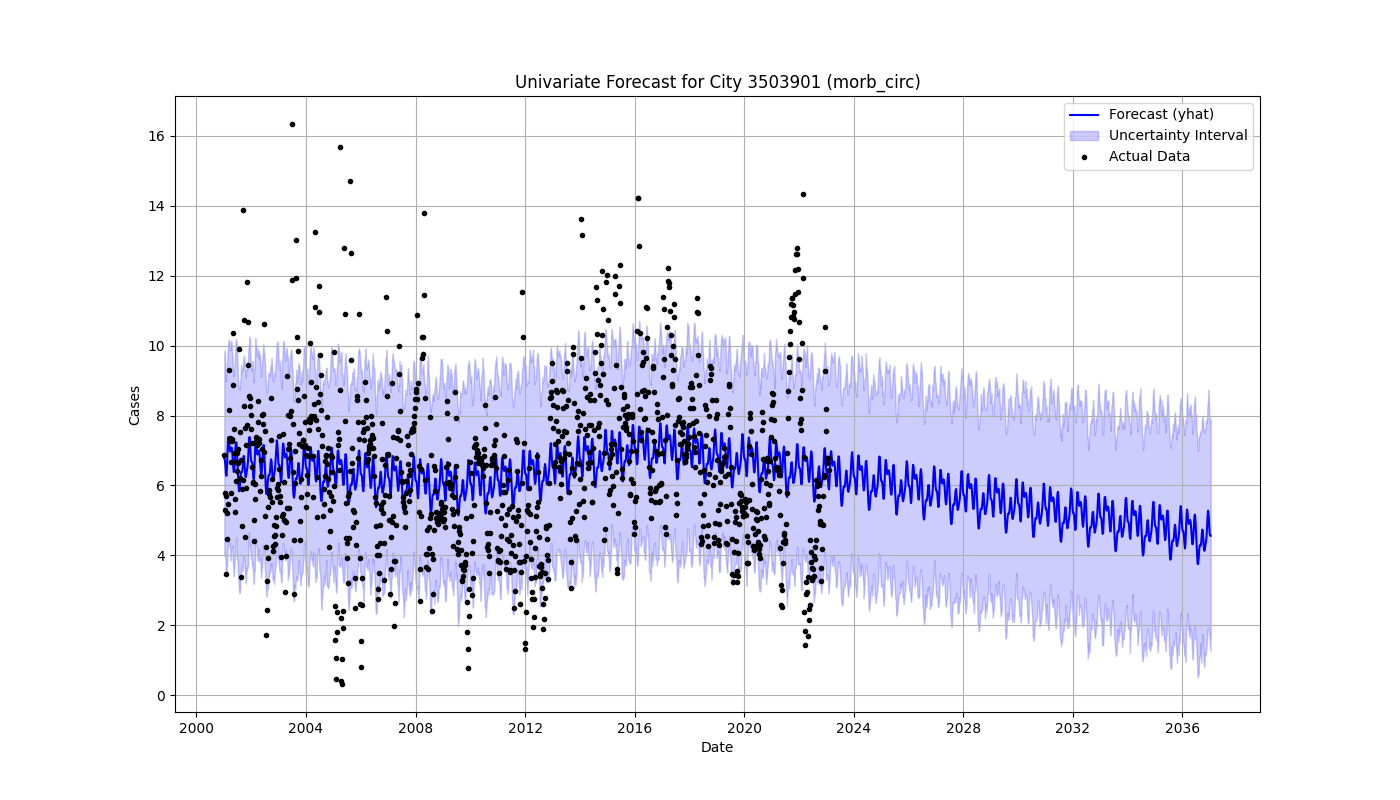 Univariate Forecast for City 3503901 (morb_circ)
Forecast (yhat)
Uncertainty Interval
Actual Data
Cases
16
14
12
10
8
6
4
2
0
2000 2004 2008 2012 2016 2020 2024 2028 2032 2036
Date